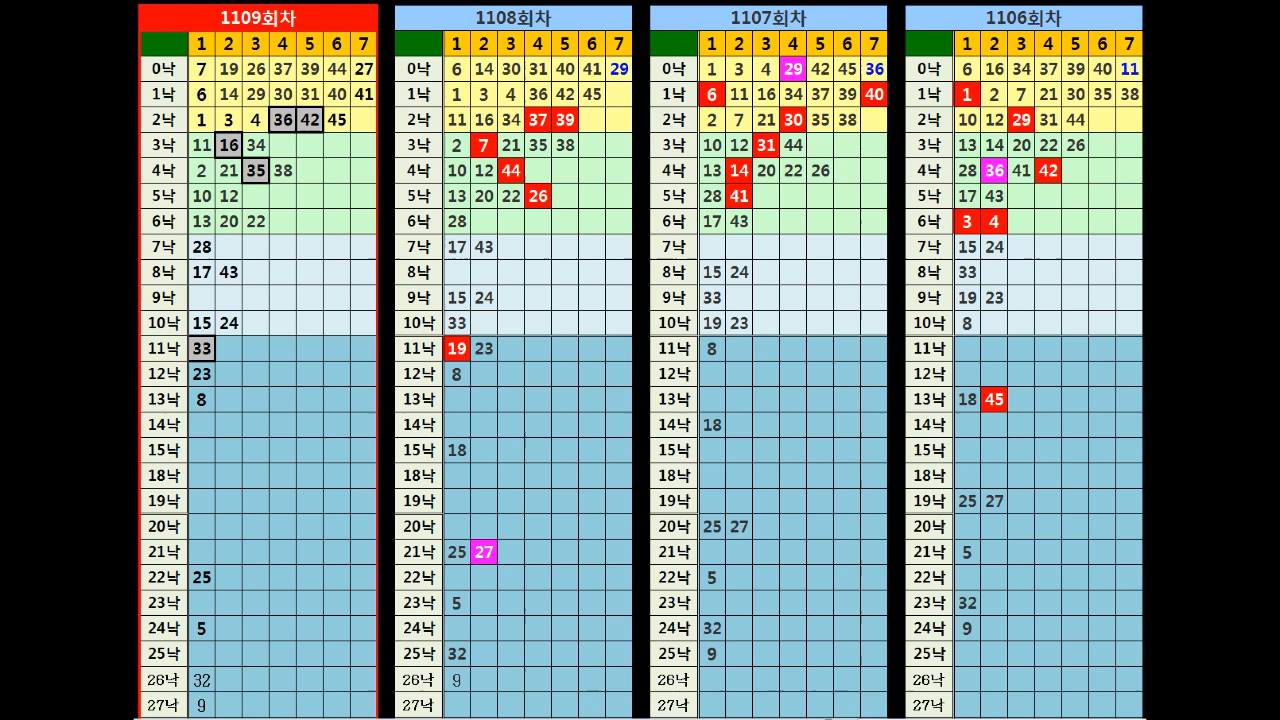 1109회차 1108회차 1107회차 1106회차
1 2 3 4 5 6 7 1 2 3 4 5 6 7 1 2 3 4 5 6 7 1 2 3 4 5 6 7
0낙 7 19 26 37 39 44 27 0낙 6 14 30 31 40 41 29 0낙 1 3 4 29 42 45 36 0낙 6 16 34 37 39 40 11
1낙 6 14 29 30 31 40 41 1낙 1 3 4 36 42 45 1낙 6 11 16 34 37 39 40 1낙 1 2 7 21 30 35 38
2낙 1 3 4 36 42 45 2낙 11 16 34 37 39 2낙 2 7 21 30 35 38 2낙 10 12 29 31 44
3낙 11 16 34 3낙 2 7 21 35 38 3낙 10 12 31 44 3낙 13 14 20 22 26
4낙 2 21 35 38 4낙 10 12 44 4낙 13 14 20 22 26 4낙 28 36 41 42
5낙 10 12 5낙 13 20 22 26 5낙 28 41 5낙 17 43
6낙 13 20 22 6낙 28 6낙 17 43 6낙 3 4
7낙 28 7낙 17 43 7낙 7낙 15 24
8낙 17 43 8낙 8낙 15 24 8낙 33
9낙 9낙 15 24 9낙 33 9낙 19 23
10낙 15 24 10낙 33 10낙 19 23 10낙 8
11낙 33 11낙 19 23 11낙 8 11낙
12낙 23 12낙 8 12낙 12낙
13낙 8 13낙 13낙 13낙 18 45
14낙 14낙 14낙 18 14낙
15낙 15낙 18 15낙 15낙
18낙 18낙 18낙 18낙
19낙 19낙 19낙 19낙 25 27
20낙 20낙 20낙 25 27 20낙
21낙 21낙 25 27 21낙 21낙 5
22낙 25 22낙 22낙 5 22낙
23낙 23낙 5 23낙 23낙 32
24낙 5 24낙 24낙 32 24낙 9
25낙 25낙 32 25낙 9 25낙
26낙 32 26낙 9 26낙 26낙
27낙 9 27낙 27낙 27낙